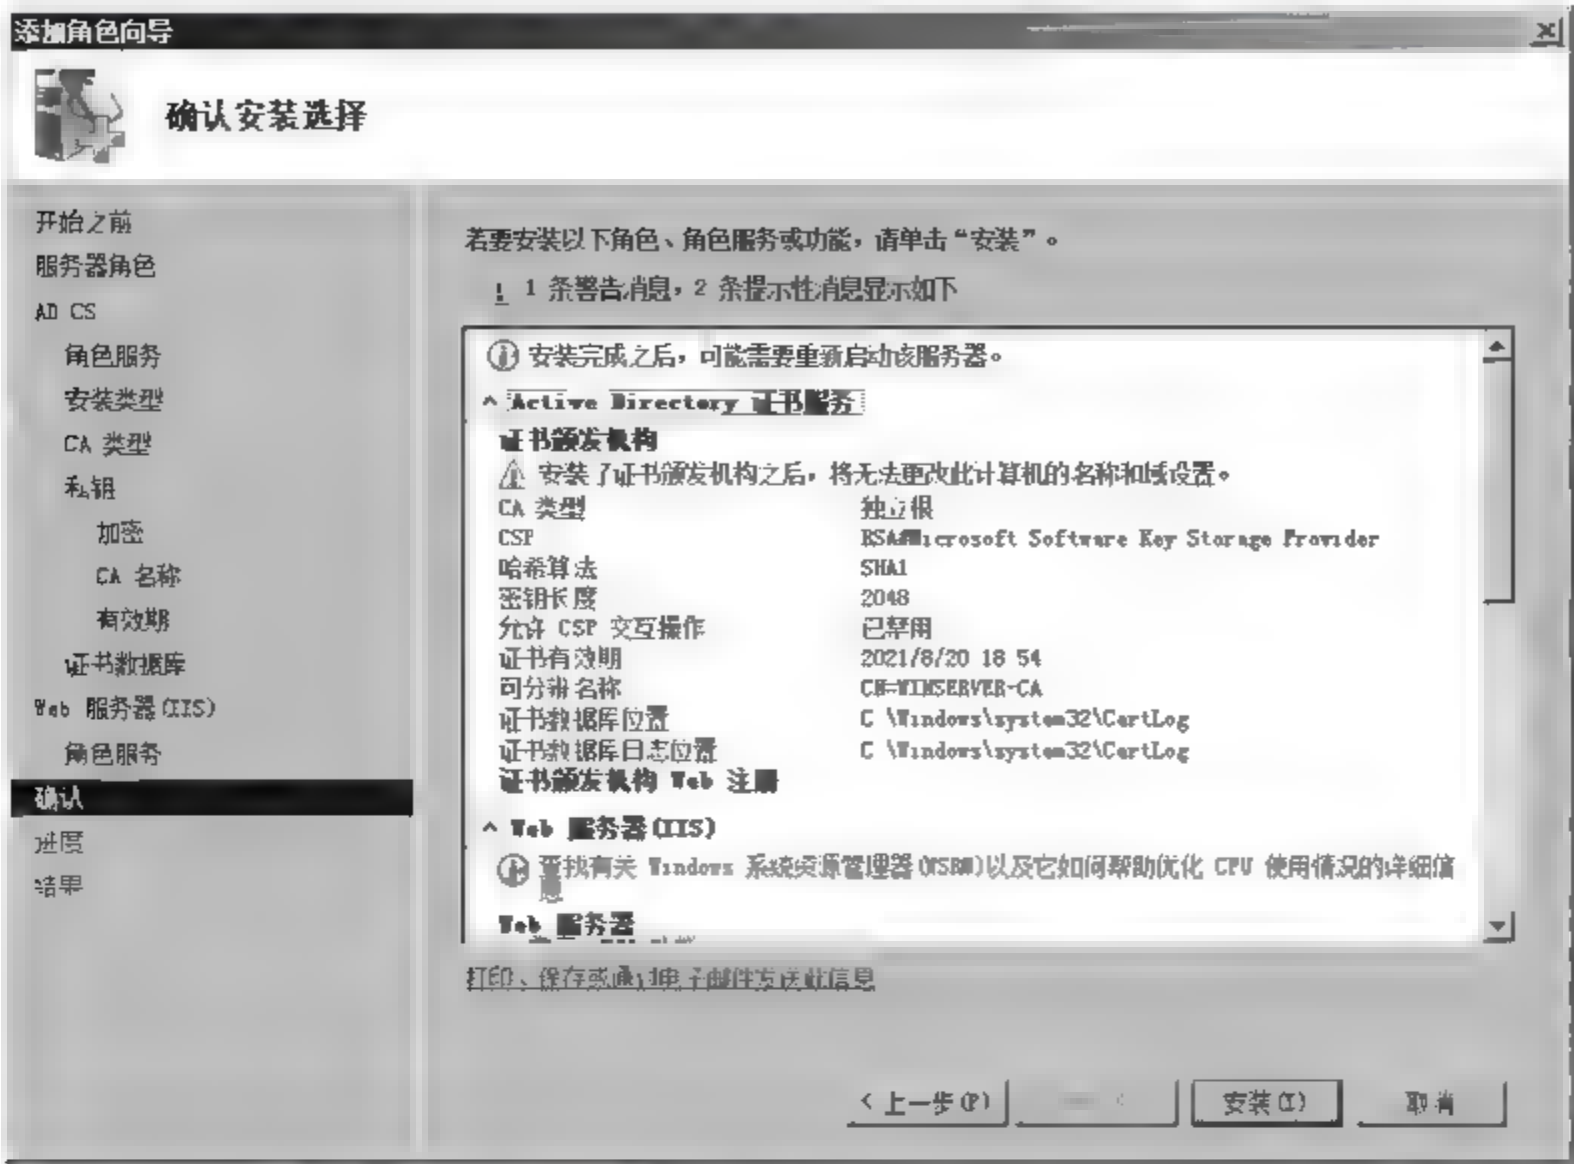 添加角色向导
确认安装选择
开始之前
服务器角色
AD CS
角色服务
安装类型
CA 类型
私钥
加密
CA 名称
有效期
证书数据库
Web 服务器(IIS)
角色服务
确认
进度
结果
若要安装以下角色、角色服务或功能，请单击“安装”。
1 条警告消息，2 条提示性消息显示如下
安装完成之后，可能需要重新启动该服务器。
Active Directory 证书服务
证书颁发机构
安装了证书颁发机构之后，将无法更改此计算机的名称和域设置。
CA 类型 独立根
CSP RSA#Microsoft Software Key Storage Provider
哈希算法 SHA1
密钥长度 2048
允许 CSP 交互操作 已禁用
证书有效期 2021/8/20 18 54
可分辨名称 CN=WINSERVER-CA
证书数据库位置 C \Windows\system32\CertLog
证书数据库日志位置 C \Windows\system32\CertLog
证书颁发机构 Web 注册
Web 服务器(IIS)
查找有关 Windows 系统资源管理器(WSRM)以及它如何帮助优化 CPU 使用情况的详细信
息
Web 服务器
打印、保存或通过电子邮件发送此信息
< 上一步(P)
安装(I)
取消